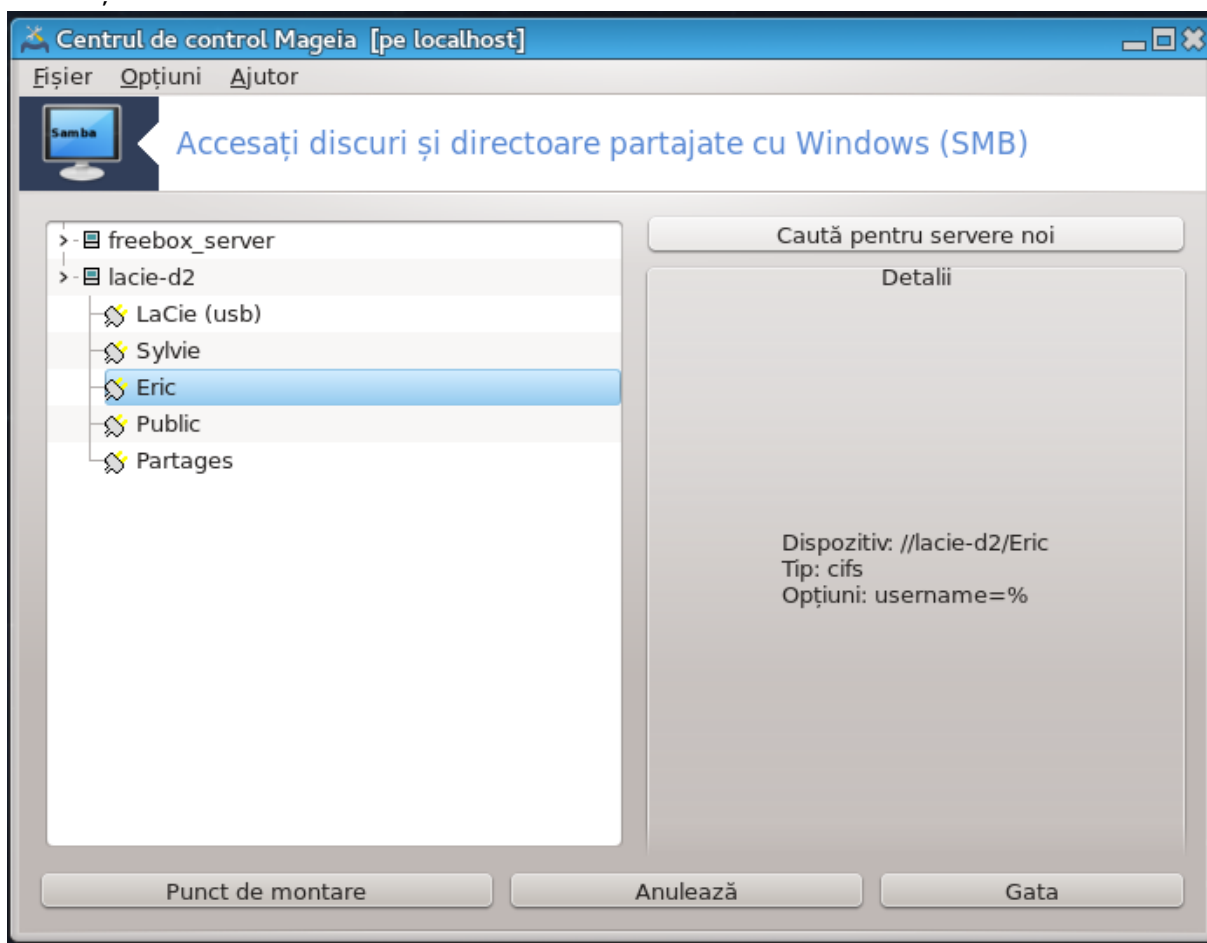 Centrul de control Mageia [pe localhost]
Fișier Opțiuni Ajutor
Samba
Accesați discuri și directoare partajate cu Windows (SMB)
freebox_server
lacie-d2
LaCie (usb)
Sylvie
Eric
Public
Partages
Caută pentru servere noi
Detalii
Dispozitiv: //lacie-d2/Eric
Tip: cifs
Opțiuni: username=%
Punct de montare
Anulează
Gata